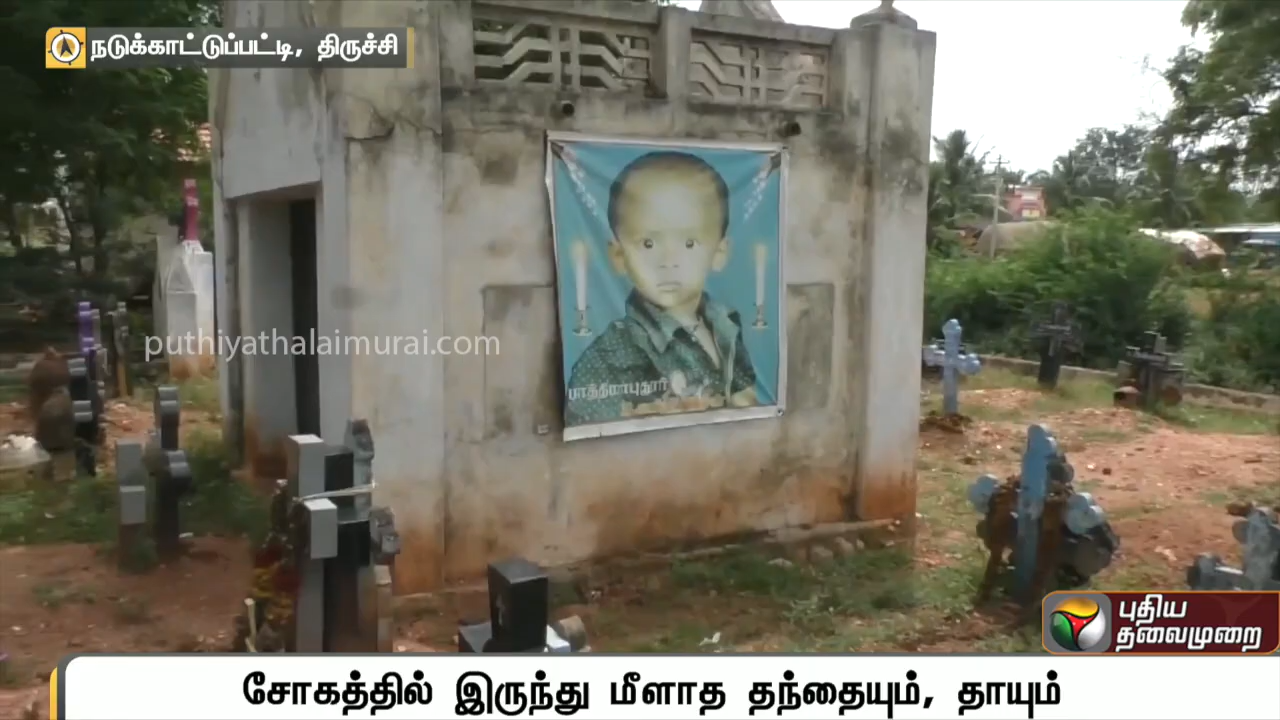 நடுக்காட்டுப்பட்டி, திருச்சி
puthiyathalaimurai.com
பாத்திமாபுதூர்
புதிய
தலைமுறை
சோகத்தில் இருந்து மீளாத தந்தையும், தாயும்